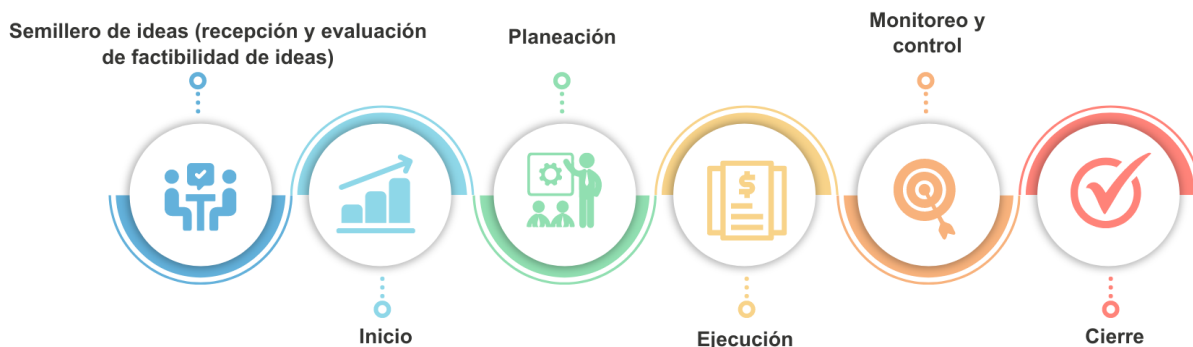 Semillero de ideas (recepción y evaluación
de factibilidad de ideas)
Inicio
Planeación
$
Ejecución
Monitoreo y
control
Cierre